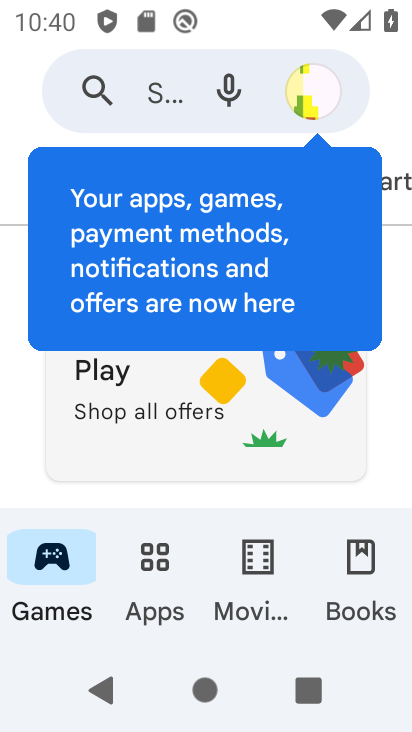 10:40
S...
Your apps, games,
payment methods,
notifications and
offers are now here
art
Play
Shop all offers
Games
Apps
Movi...
Books